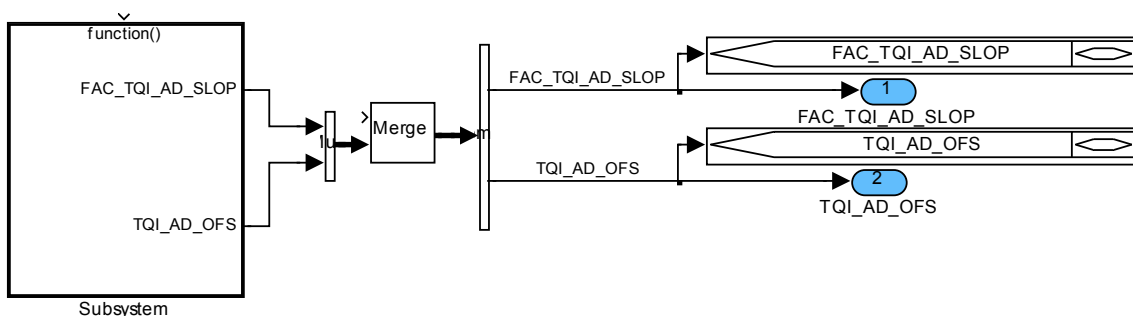 function()
FAC_TQI_AD_SLOP
TQI_AD_OFS
Subsystem
Merge
FAC_TQI_AD_SLOP
TQI_AD_OFS
FAC_TQI_AD_SLOP
1
FAC_TQI_AD_SLOP
TQI_AD_OFS
2
TQI_AD_OFS